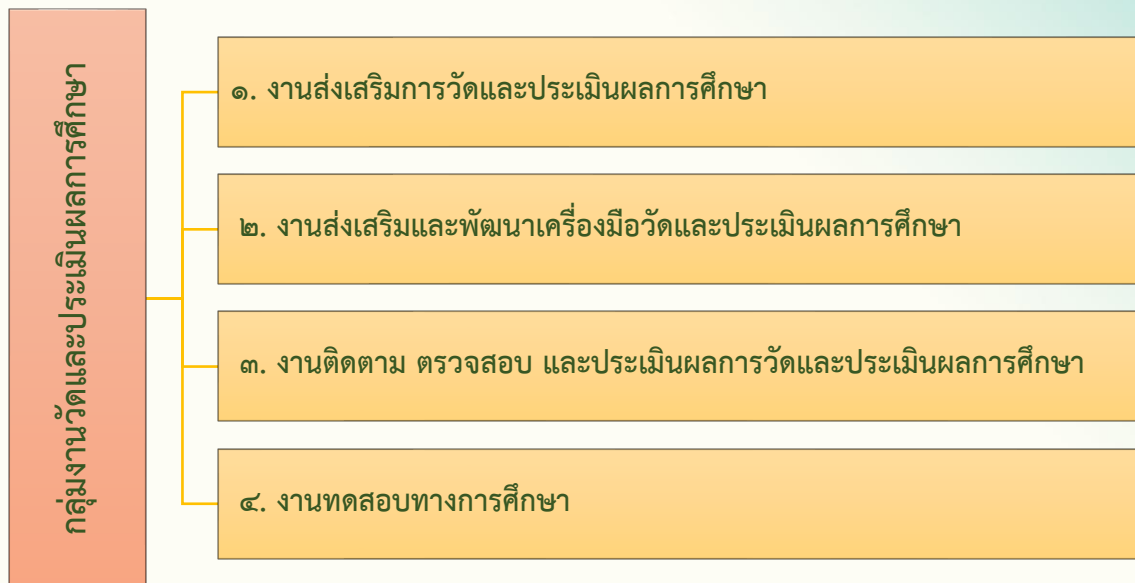 กลุ่มงานวัดและประเมินผลการศึกษา
๑. งานส่งเสริมการวัดและประเมินผลการศึกษา
๒. งานส่งเสริมและพัฒนาเครื่องมือวัดและประเมินผลการศึกษา
๓. งานติดตาม ตรวจสอบ และประเมินผลการวัดและประเมินผลการศึกษา
๔. งานทดสอบทางการศึกษา